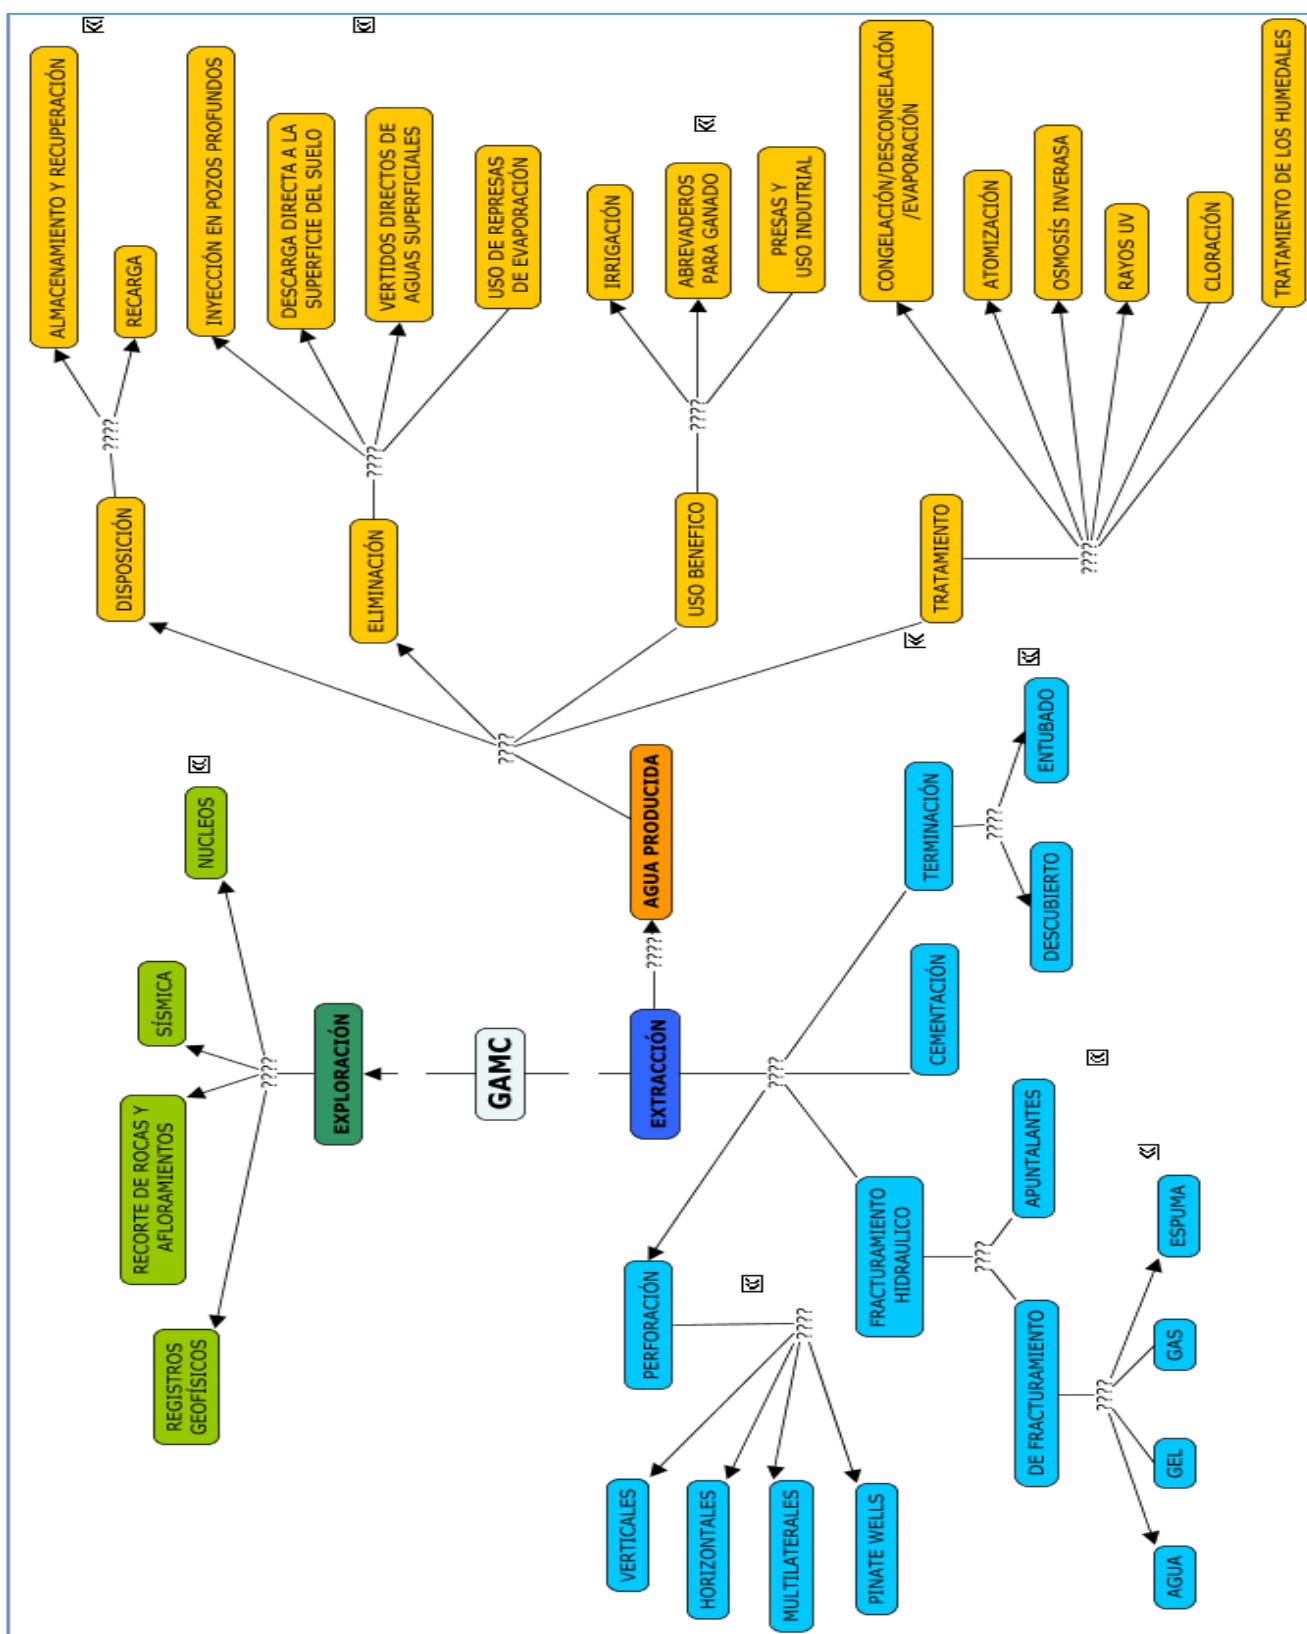 REGISTROS
GEOFÍSICOS
RECORTE DE ROCAS Y
AFLORAMIENTOS
SÍSMICA
NUCLEOS
????
EXPLORACIÓN
GAMC
EXTRACCIÓN
????
AGUA PRODUCIDA
????
DISPOSICIÓN
????
ALMACENAMIENTO Y RECUPERACIÓN
RECARGA
ELIMINACIÓN
????
INYECCIÓN EN POZOS PROFUNDOS
DESCARGA DIRECTA A LA
SUPERFICIE DEL SUELO
VERTIDOS DIRECTOS DE
AGUAS SUPERFICIALES
USO DE REPRESAS
DE EVAPORACIÓN
USO BENEFICO
????
IRRIGACIÓN
ABREVADEROS
PARA GANADO
PRESAS Y
USO INDUTRIAL
TRATAMIENTO
????
CONGELACIÓN/DESCONGELACIÓN
/EVAPORACIÓN
ATOMIZACIÓN
OSMOSÍS INVERASA
RAYOS UV
CLORACIÓN
TRATAMIENTO DE LOS HUMEDALES
????
PERFORACIÓN
????
VERTICALES
HORIZONTALES
MULTILATERALES
PINATE WELLS
FRACTURAMIENTO
HIDRAULICO
????
DE FRACTURAMIENTO
APUNTALANTES
????
AGUA
GEL
GAS
ESPUMA
CEMENTACIÓN
TERMINACIÓN
????
DESCUBIERTO
ENTUBADO